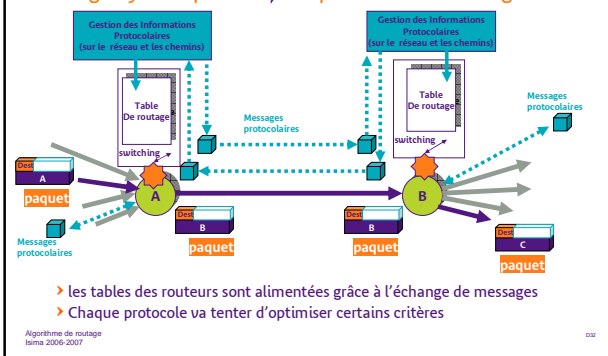 Gestion des Informations
Protocolaires
(sur le réseau et les chemins)
Gestion des Informations
Protocolaires
(sur le réseau et les chemins)
Table
De routage
Table
De routage
Messages
protocolaires
Messages
protocolaires
switching
switching
Dest
A
paquet
A
B
Dest
B
paquet
Dest
B
paquet
Dest
C
paquet
Messages
protocolaires
› les tables des routeurs sont alimentées grâce à l'échange de messages
› Chaque protocole va tenter d'optimiser certains critères
Algorithme de routage
Isima 2006-2007
D32